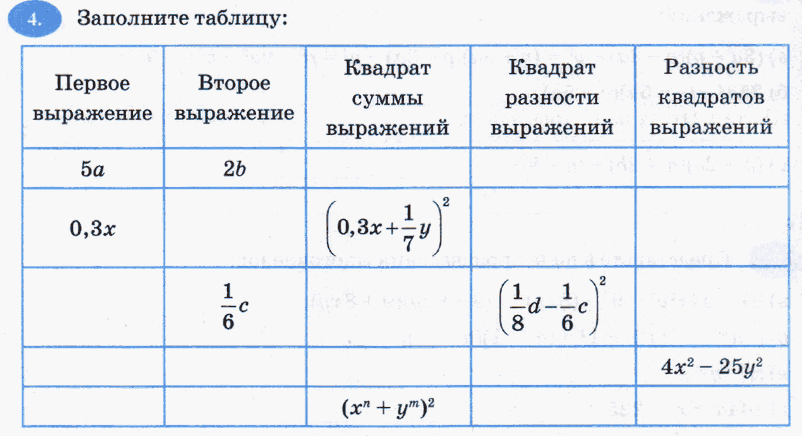 4. Заполните таблицу:
Первое выражение | Второе выражение | Квадрат суммы выражений | Квадрат разности выражений | Разность квадратов выражений
5a | 2b
0,3x | (0,3x + 1/7 y)²
1/6 c | (1/8 d − 1/6 c)²
4x² − 25y²
(xⁿ + yᵐ)²